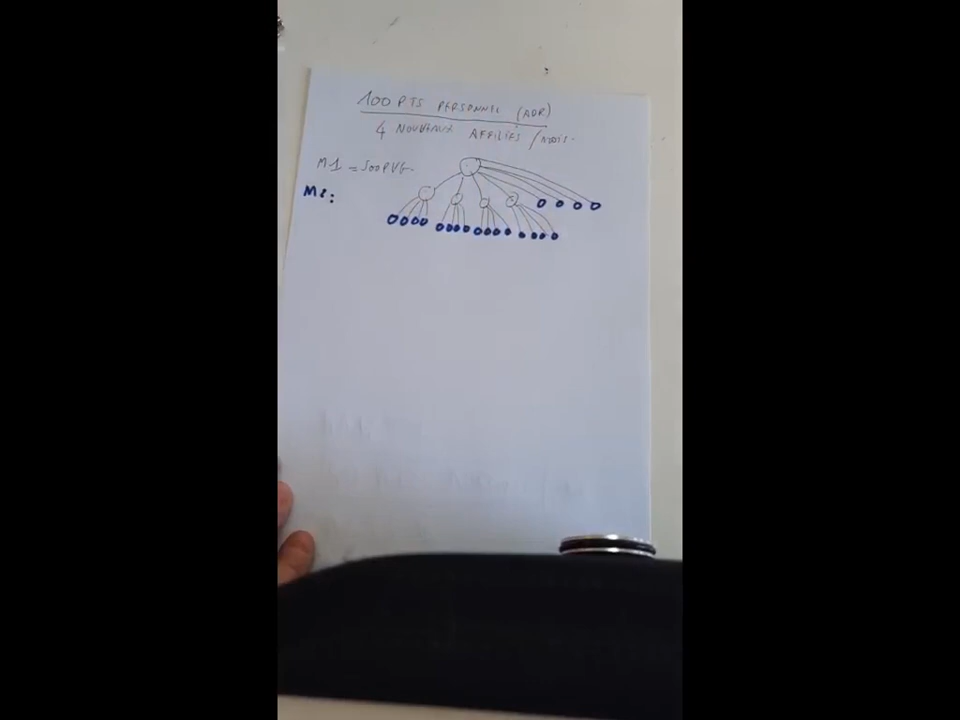 100 PTS PERSONNEL (ADR)
4 NOUVEAUX AFFILIÉS / MOIS.
M1 = 500 PVG.
M2: